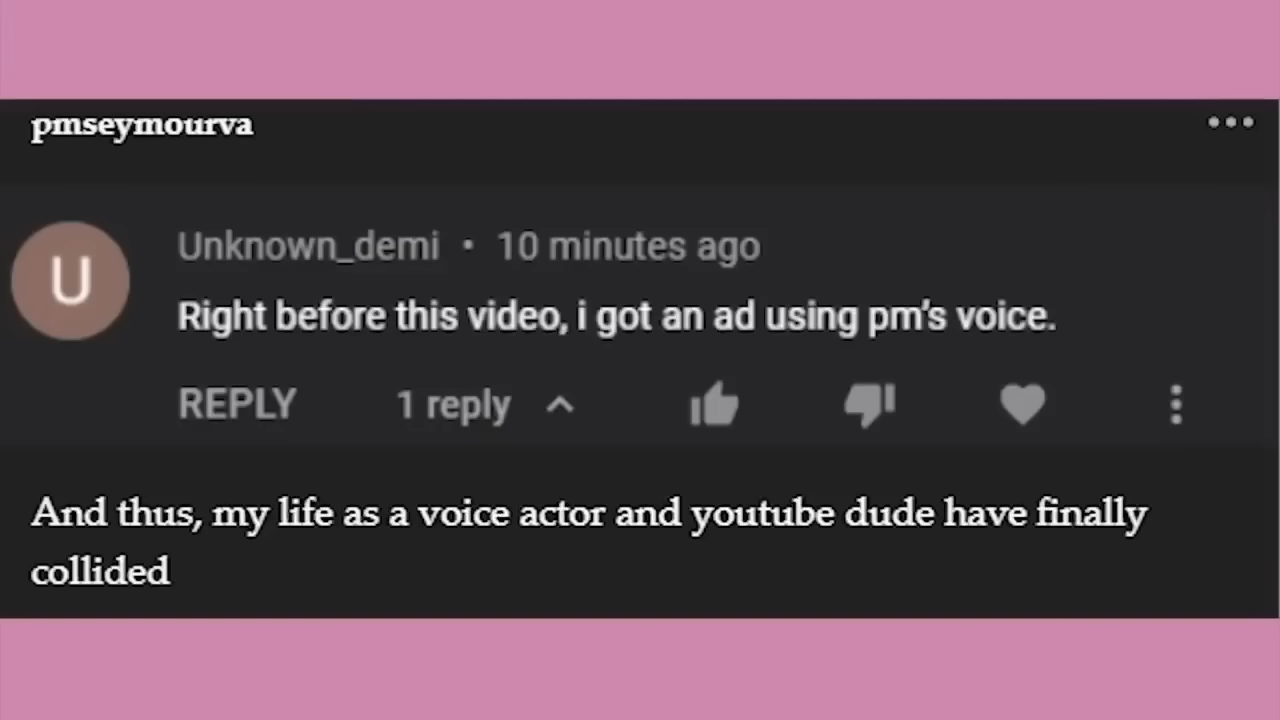 pmseymourva
U
Unknown_demi • 10 minutes ago
Right before this video, i got an ad using pm's voice.
REPLY 1 reply
And thus, my life as a voice actor and youtube dude have finally
collided